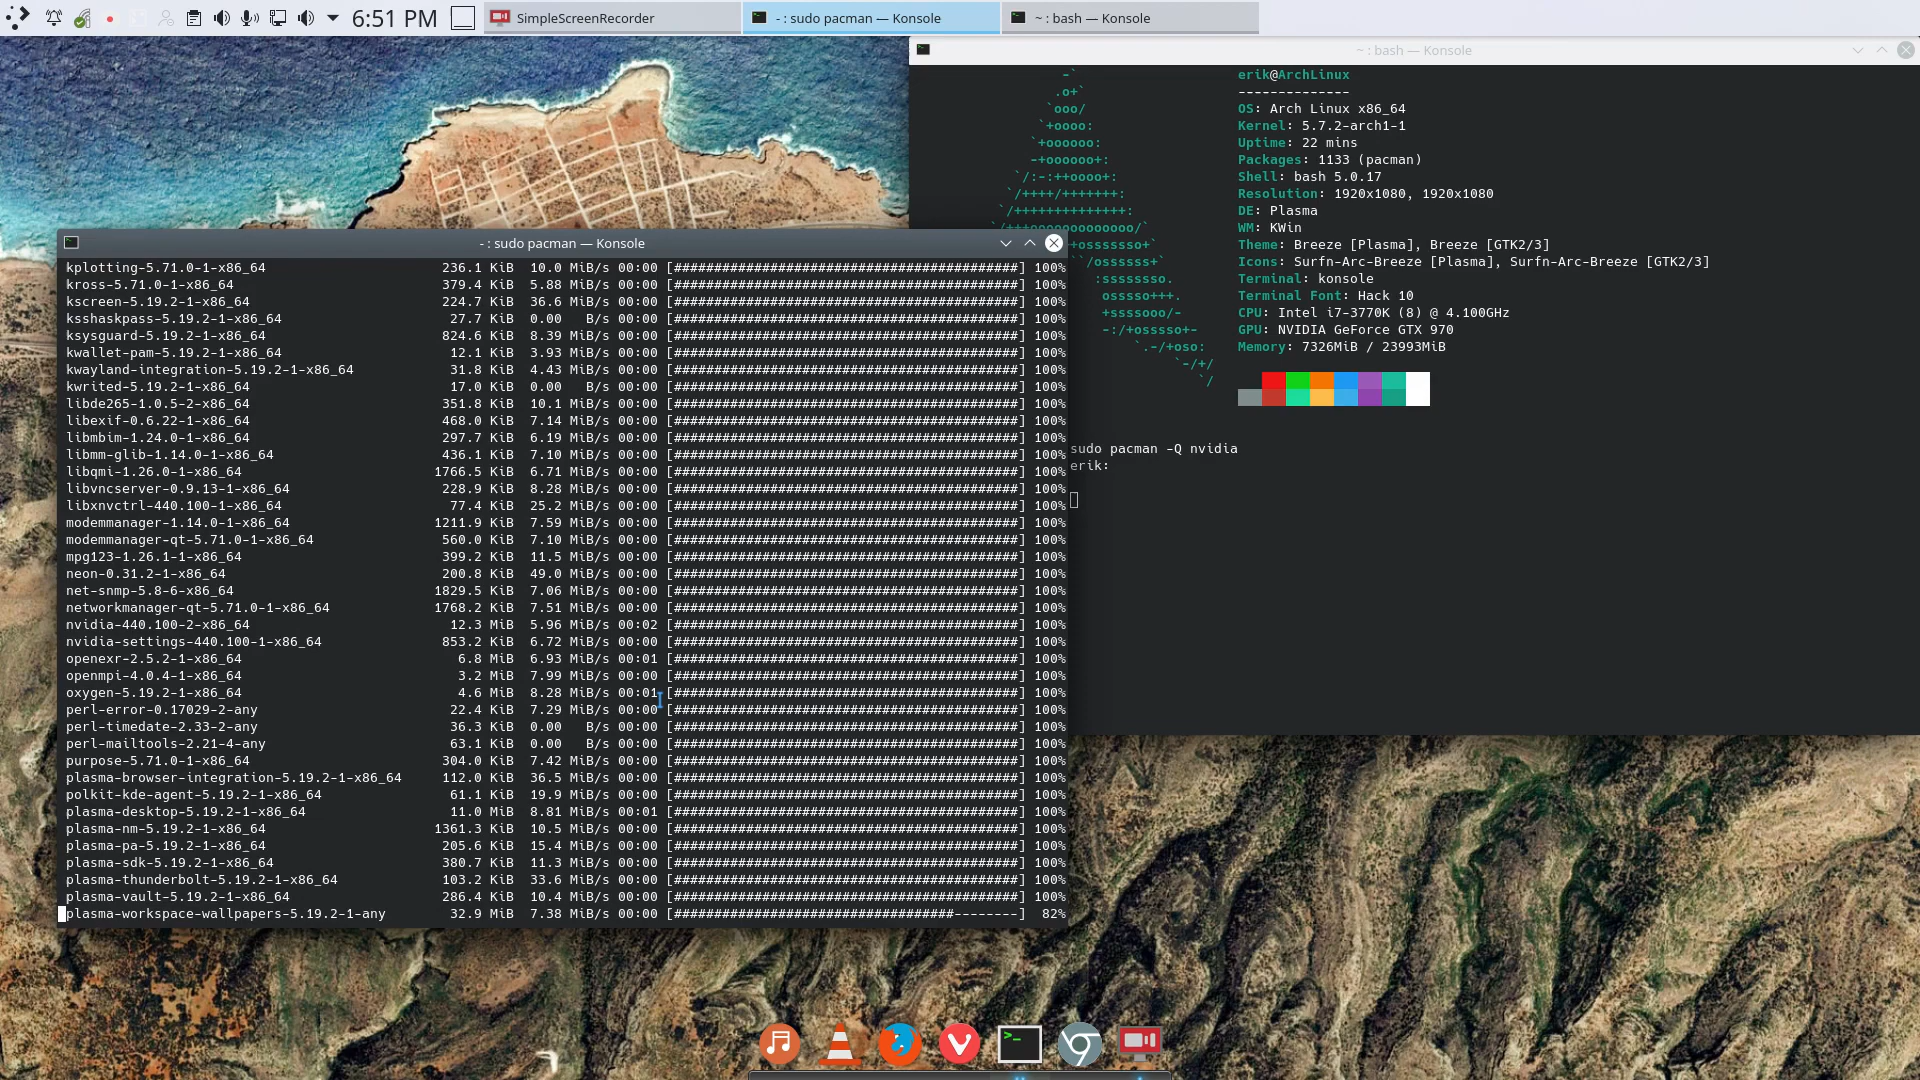 6:51 PM
SimpleScreenRecorder
- : sudo pacman — Konsole
~ : bash — Konsole
~ : bash — Konsole
-`
.o+`
`ooo/
`+oooo:
`+oooooo:
-+oooooo+:
`/:-:++oooo+:
`/++++/+++++++:
`/++++++++++++++:
`/+++ooooooooooooo/`
+ossssso+`
``/ossssss+`
:ssssssso.
osssso+++.
+ssssooo/-
-:/+osssso+-
`.-/+oso:
`-/+/
`/
erik@ArchLinux
--------------
OS: Arch Linux x86_64
Kernel: 5.7.2-arch1-1
Uptime: 22 mins
Packages: 1133 (pacman)
Shell: bash 5.0.17
Resolution: 1920x1080, 1920x1080
DE: Plasma
WM: KWin
Theme: Breeze [Plasma], Breeze [GTK2/3]
Icons: Surfn-Arc-Breeze [Plasma], Surfn-Arc-Breeze [GTK2/3]
Terminal: konsole
Terminal Font: Hack 10
CPU: Intel i7-3770K (8) @ 4.100GHz
GPU: NVIDIA GeForce GTX 970
Memory: 7326MiB / 23993MiB
sudo pacman -Q nvidia
erik:
- : sudo pacman — Konsole
kplotting-5.71.0-1-x86_64 236.1 KiB 10.0 MiB/s 00:00 [###########################################] 100%
kross-5.71.0-1-x86_64 379.4 KiB 5.88 MiB/s 00:00 [###########################################] 100%
kscreen-5.19.2-1-x86_64 224.7 KiB 36.6 MiB/s 00:00 [###########################################] 100%
ksshaskpass-5.19.2-1-x86_64 27.7 KiB 0.00 B/s 00:00 [###########################################] 100%
ksysguard-5.19.2-1-x86_64 824.6 KiB 8.39 MiB/s 00:00 [###########################################] 100%
kwallet-pam-5.19.2-1-x86_64 12.1 KiB 3.93 MiB/s 00:00 [###########################################] 100%
kwayland-integration-5.19.2-1-x86_64 31.8 KiB 4.43 MiB/s 00:00 [###########################################] 100%
kwrited-5.19.2-1-x86_64 17.0 KiB 0.00 B/s 00:00 [###########################################] 100%
libde265-1.0.5-2-x86_64 351.8 KiB 10.1 MiB/s 00:00 [###########################################] 100%
libexif-0.6.22-1-x86_64 468.0 KiB 7.14 MiB/s 00:00 [###########################################] 100%
libmbim-1.24.0-1-x86_64 297.7 KiB 6.19 MiB/s 00:00 [###########################################] 100%
libmm-glib-1.14.0-1-x86_64 436.1 KiB 7.10 MiB/s 00:00 [###########################################] 100%
libqmi-1.26.0-1-x86_64 1766.5 KiB 6.71 MiB/s 00:00 [###########################################] 100%
libvncserver-0.9.13-1-x86_64 228.9 KiB 8.28 MiB/s 00:00 [###########################################] 100%
libxnvctrl-440.100-1-x86_64 77.4 KiB 25.2 MiB/s 00:00 [###########################################] 100%
modemmanager-1.14.0-1-x86_64 1211.9 KiB 7.59 MiB/s 00:00 [###########################################] 100%
modemmanager-qt-5.71.0-1-x86_64 560.0 KiB 7.10 MiB/s 00:00 [###########################################] 100%
mpg123-1.26.1-1-x86_64 399.2 KiB 11.5 MiB/s 00:00 [###########################################] 100%
neon-0.31.2-1-x86_64 200.8 KiB 49.0 MiB/s 00:00 [###########################################] 100%
net-snmp-5.8-6-x86_64 1829.5 KiB 7.06 MiB/s 00:00 [###########################################] 100%
networkmanager-qt-5.71.0-1-x86_64 1768.2 KiB 7.51 MiB/s 00:00 [###########################################] 100%
nvidia-440.100-2-x86_64 12.3 MiB 5.96 MiB/s 00:02 [###########################################] 100%
nvidia-settings-440.100-1-x86_64 853.2 KiB 6.72 MiB/s 00:00 [###########################################] 100%
openexr-2.5.2-1-x86_64 6.8 MiB 6.93 MiB/s 00:01 [###########################################] 100%
openmpi-4.0.4-1-x86_64 3.2 MiB 7.99 MiB/s 00:00 [###########################################] 100%
oxygen-5.19.2-1-x86_64 4.6 MiB 8.28 MiB/s 00:01 [###########################################] 100%
perl-error-0.17029-2-any 22.4 KiB 7.29 MiB/s 00:00 [###########################################] 100%
perl-timedate-2.33-2-any 36.3 KiB 0.00 B/s 00:00 [###########################################] 100%
perl-mailtools-2.21-4-any 63.1 KiB 0.00 B/s 00:00 [###########################################] 100%
purpose-5.71.0-1-x86_64 304.0 KiB 7.42 MiB/s 00:00 [###########################################] 100%
plasma-browser-integration-5.19.2-1-x86_64 112.0 KiB 36.5 MiB/s 00:00 [###########################################] 100%
polkit-kde-agent-5.19.2-1-x86_64 61.1 KiB 19.9 MiB/s 00:00 [###########################################] 100%
plasma-desktop-5.19.2-1-x86_64 11.0 MiB 8.81 MiB/s 00:01 [###########################################] 100%
plasma-nm-5.19.2-1-x86_64 1361.3 KiB 10.5 MiB/s 00:00 [###########################################] 100%
plasma-pa-5.19.2-1-x86_64 205.6 KiB 15.4 MiB/s 00:00 [###########################################] 100%
plasma-sdk-5.19.2-1-x86_64 380.7 KiB 11.3 MiB/s 00:00 [###########################################] 100%
plasma-thunderbolt-5.19.2-1-x86_64 103.2 KiB 33.6 MiB/s 00:00 [###########################################] 100%
plasma-vault-5.19.2-1-x86_64 286.4 KiB 10.4 MiB/s 00:00 [###########################################] 100%
plasma-workspace-wallpapers-5.19.2-1-any 32.9 MiB 7.38 MiB/s 00:00 [###################################--------] 82%
>_